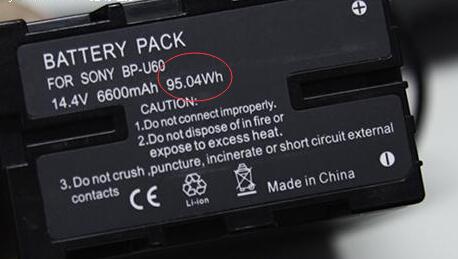 BATTERY PACK
FOR SONY BP-U60
14.4V 6600mAh 95.04Wh
CAUTION:
1.Do not connect improperly.
2.Do not dispose of in fire or
expose to excess heat.
3.Do not crush ,puncture, incinerate or short circuit external
contacts
CE
Li-ion
Made in China